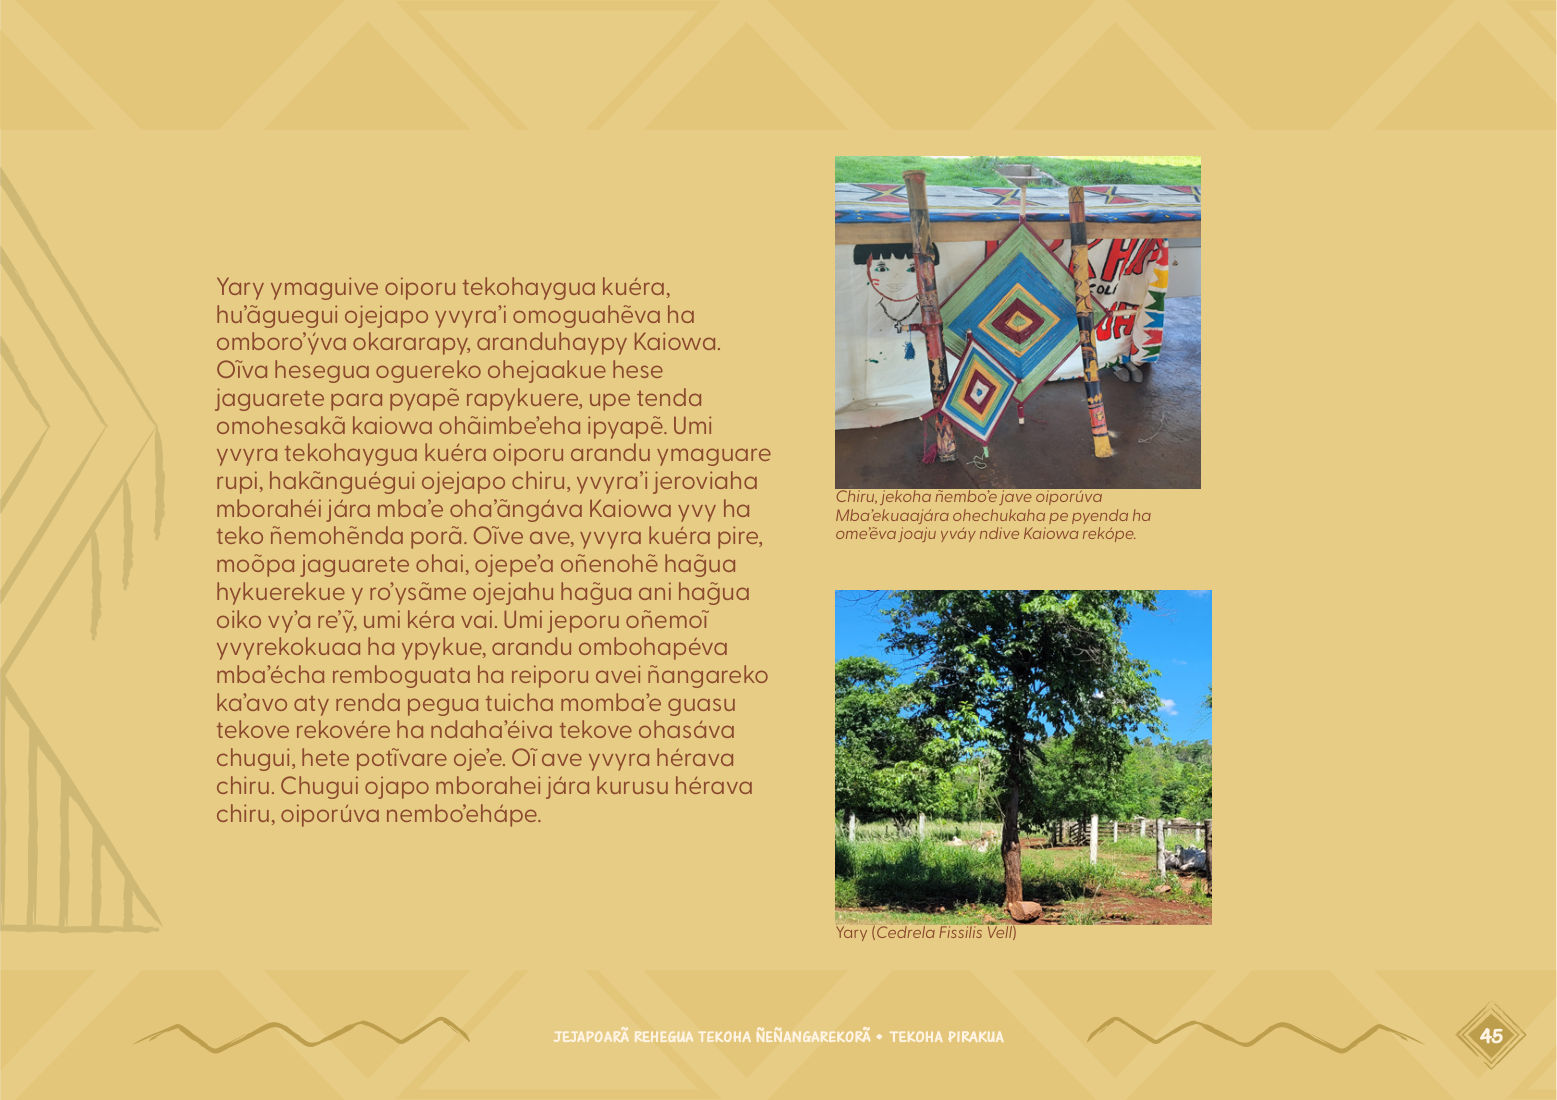 Yary ymaguive oiporu tekohaygua kuéra,
hu’ãguegui ojejapo yvyra’i omoguahẽva ha
omboro’ýva okararapy, aranduhaypy Kaiowa.
Oĩva hesegua oguereko ohejaakue hese
jaguarete para pyapẽ rapykuere, upe tenda
omohesakã kaiowa ohãimbe’eha ipyapẽ. Umi
yvyra tekohaygua kuéra oiporu arandu ymaguare
rupi, hakãnguégui ojejapo chiru, yvyra’i jeroviaha
mborahéi jára mba’e oha’ãngáva Kaiowa yvy ha
teko ñemohẽnda porã. Oĩve ave, yvyra kuéra pire,
moõpa jaguarete ohai, ojepe’a oñenohẽ hag̃ua
hykuerekue y ro’ysãme ojejahu hag̃ua ani hag̃ua
oiko vy’a re’ỹ, umi kéra vai. Umi jeporu oñemoĩ
yvyrekokuaa ha ypykue, arandu ombohapéva
mba’écha remboguata ha reiporu avei ñangareko
ka’avo aty renda pegua tuicha momba’e guasu
tekove rekovére ha ndaha’éiva tekove ohasáva
chugui, hete potĩvare oje’e. Oĩ ave yvyra hérava
chiru. Chugui ojapo mborahei jára kurusu hérava
chiru, oiporúva nembo’ehápe.
Chiru, jekoha ñembo’e jave oiporúva
Mba’ekuaajára ohechukaha pe pyenda ha
ome’ẽva joaju yváy ndive Kaiowa rekópe.
Yary (Cedrela Fissilis Vell)
JEJAPOARÃ REHEGUA TEKOHA ÑEÑANGAREKORÃ • TEKOHA PIRAKUA
45